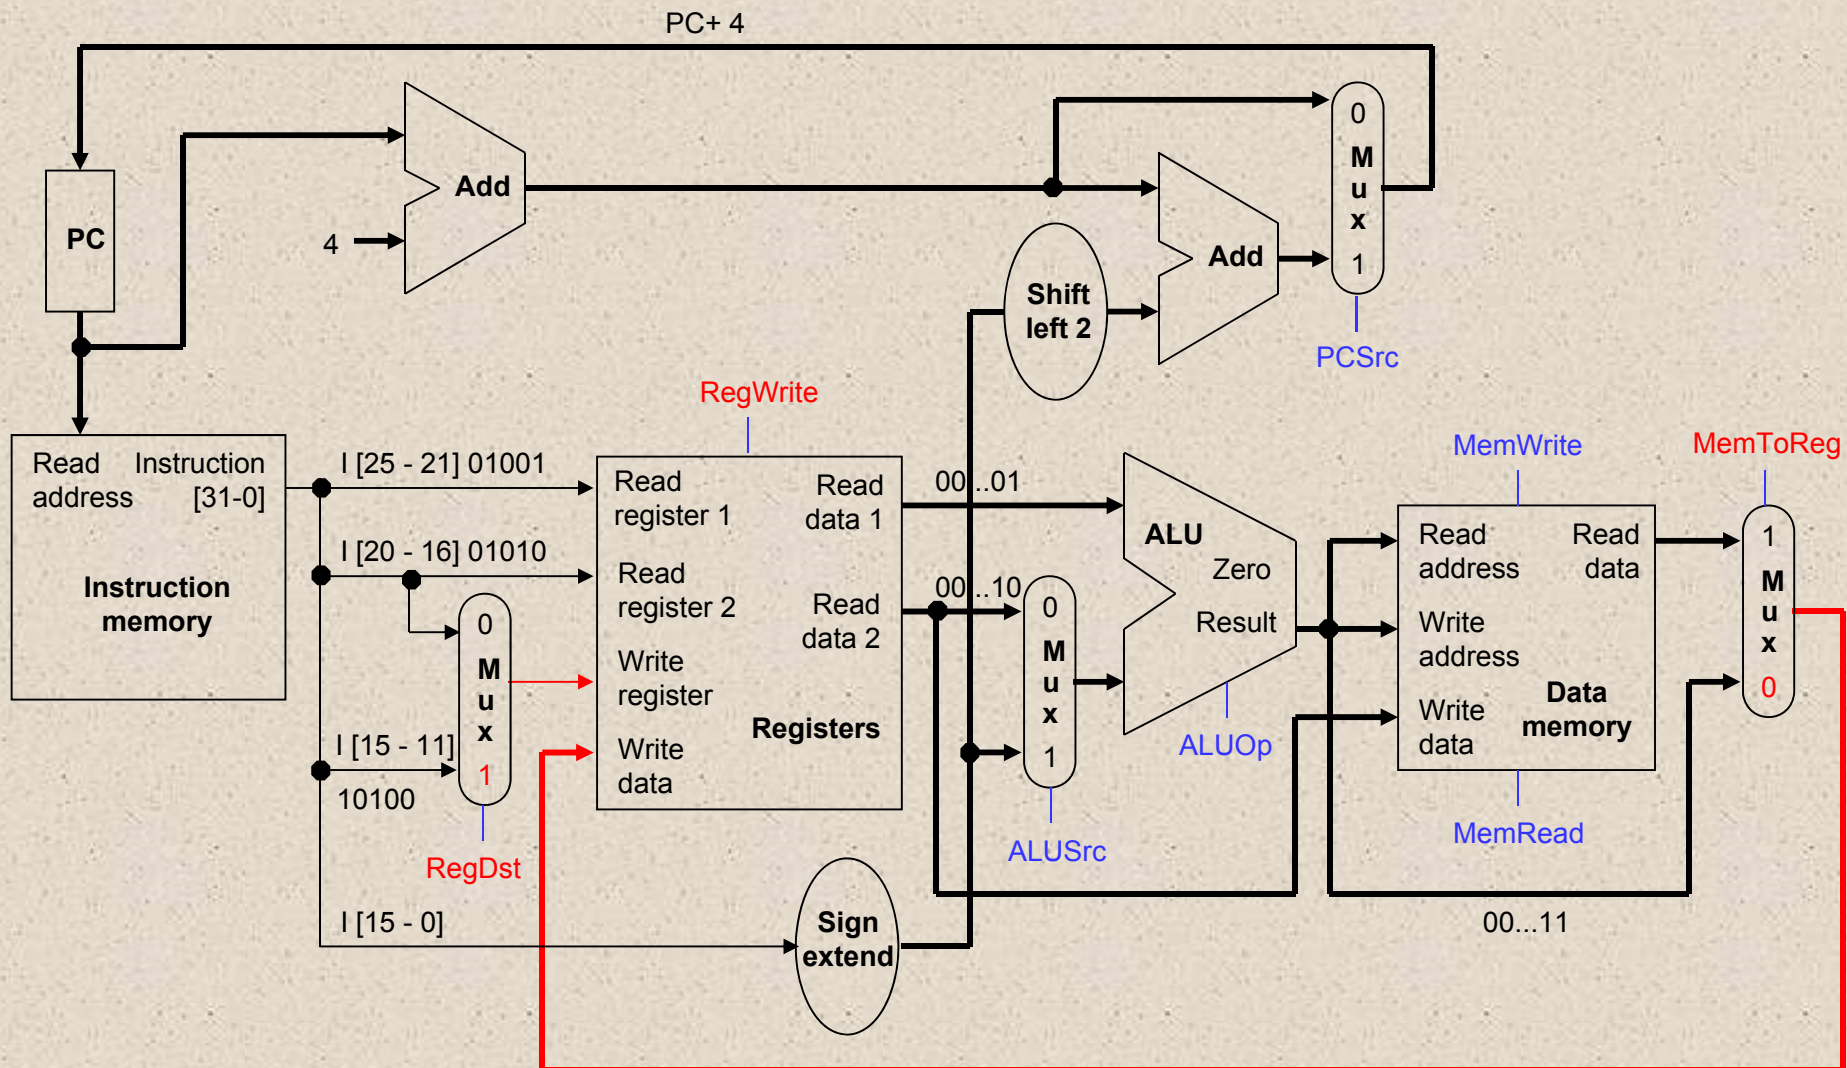 PC+ 4
0
M
u
x
1
Add
4
PC
Add
Shift
left 2
PCSrc
RegWrite
Read
address
Instruction
[31-0]
Instruction
memory
I [25 - 21] 01001
I [20 - 16] 01010
0
M
u
x
1
I [15 - 11]
10100
RegDst
I [15 - 0]
Read
register 1
Read
data 1
Read
register 2
Read
data 2
Write
register
Registers
Write
data
Sign
extend
00...01
00...10
0
M
u
x
1
ALUSrc
ALU
Zero
Result
ALUOp
MemWrite
Read
address
Read
data
Write
address
Data
memory
Write
data
MemRead
MemToReg
1
M
u
x
0
00...11